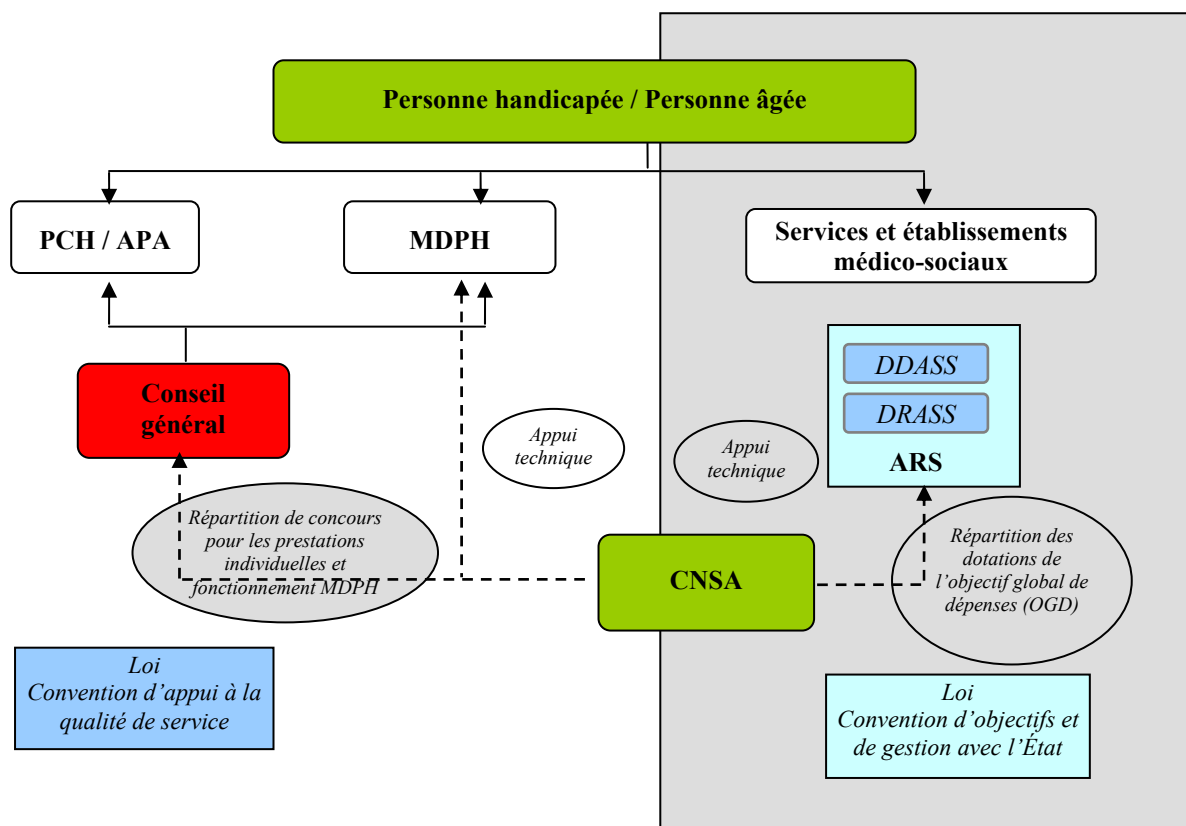 Personne handicapée / Personne âgée
PCH / APA
MDPH
Services et établissements
médico-sociaux
DDASS
DRASS
ARS
Conseil
général
Appui
technique
Appui
technique
Répartition de concours
pour les prestations
individuelles et
fonctionnement MDPH
CNSA
Répartition des
dotations de
l’objectif global de
dépenses (OGD)
Loi
Convention d’appui à la
qualité de service
Loi
Convention d’objectifs et
de gestion avec l’État